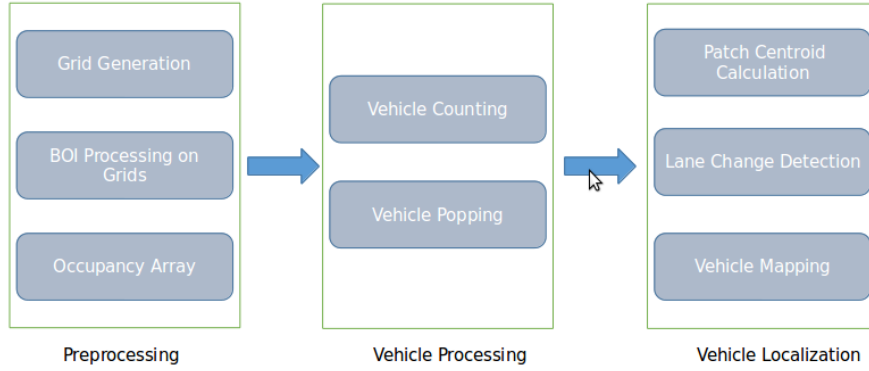 Grid Generation
BOI Processing on
Grids
Occupancy Array
Preprocessing
Vehicle Counting
Vehicle Popping
Vehicle Processing
Patch Centroid
Calculation
Lane Change Detection
Vehicle Mapping
Vehicle Localization